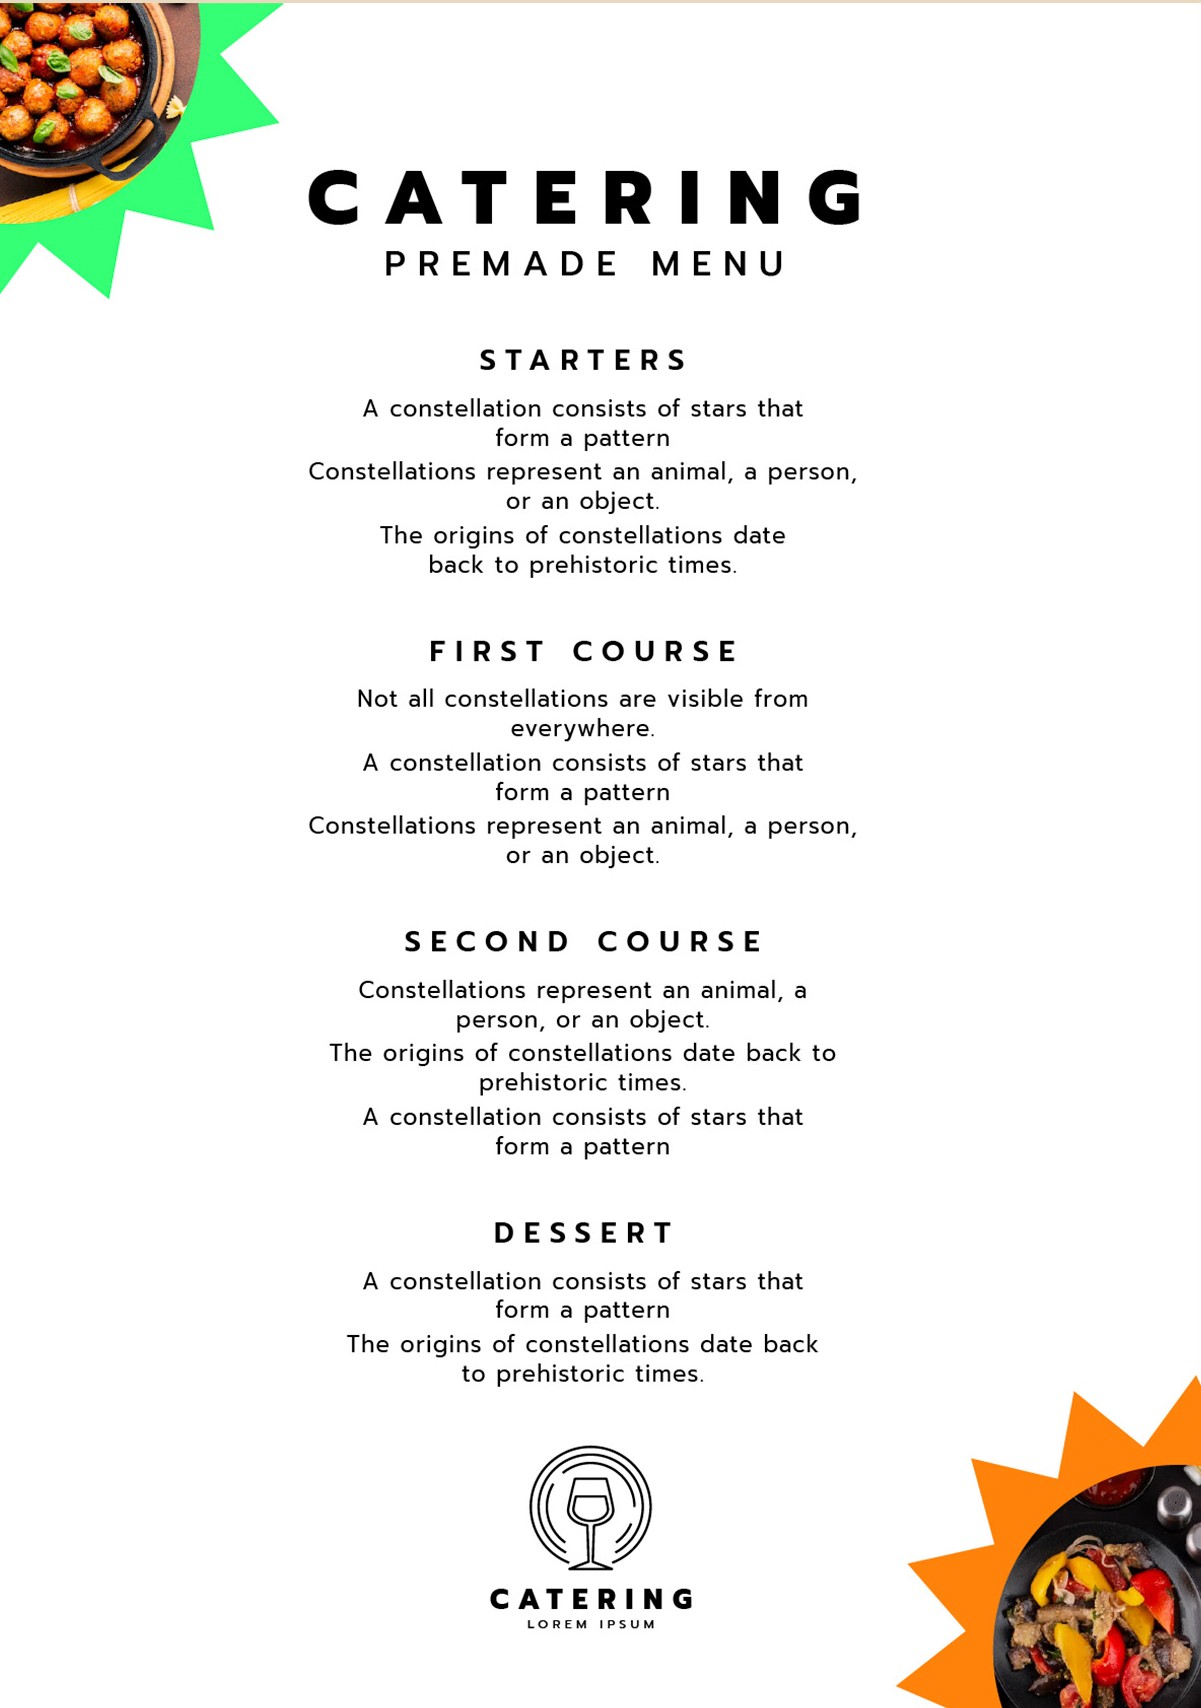 CATERING
PREMADE MENU
STARTERS
A constellation consists of stars that
form a pattern
Constellations represent an animal, a person,
or an object.
The origins of constellations date
back to prehistoric times.
FIRST COURSE
Not all constellations are visible from
everywhere.
A constellation consists of stars that
form a pattern
Constellations represent an animal, a person,
or an object.
SECOND COURSE
Constellations represent an animal, a
person, or an object.
The origins of constellations date back to
prehistoric times.
A constellation consists of stars that
form a pattern
DESSERT
A constellation consists of stars that
form a pattern
The origins of constellations date back
to prehistoric times.
CATERING
LOREM IPSUM